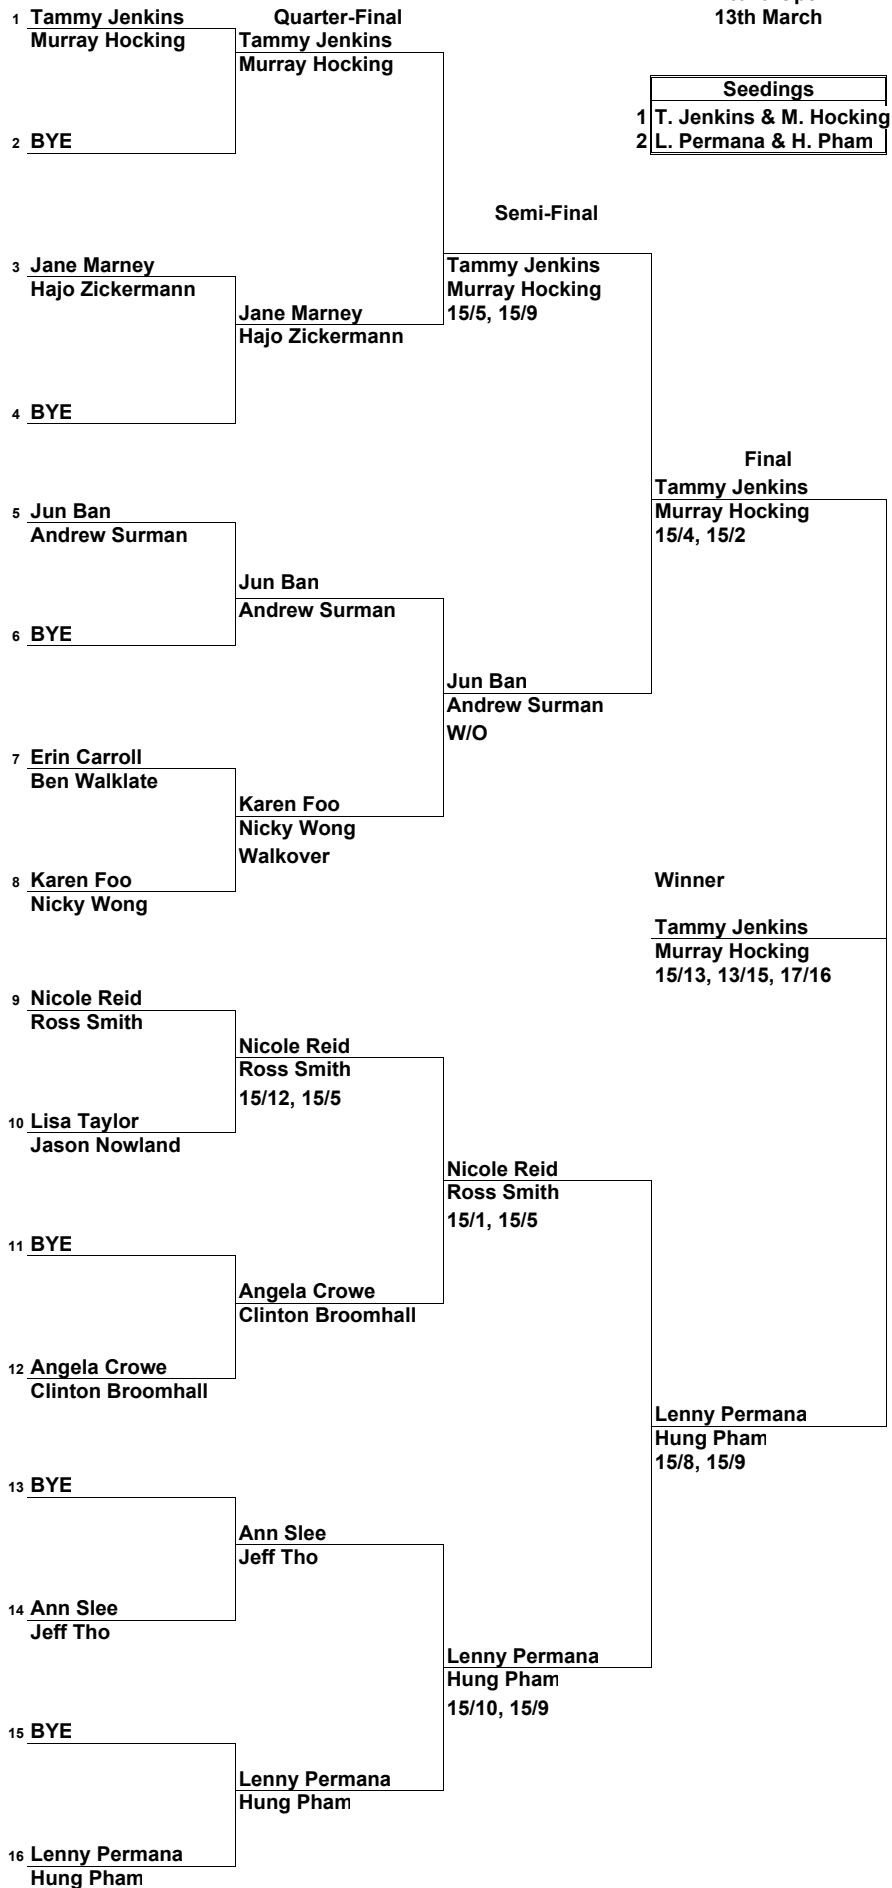 1 Tammy Jenkins
Murray Hocking
2 BYE
3 Jane Marney
Hajo Zickermann
4 BYE
5 Jun Ban
Andrew Surman
6 BYE
7 Erin Carroll
Ben Walklate
8 Karen Foo
Nicky Wong
9 Nicole Reid
Ross Smith
10 Lisa Taylor
Jason Nowland
11 BYE
12 Angela Crowe
Clinton Broomhall
13 BYE
14 Ann Slee
Jeff Tho
15 BYE
16 Lenny Permana
Hung Pham
Quarter-Final
Tammy Jenkins
Murray Hocking
Jane Marney
Hajo Zickermann
Jun Ban
Andrew Surman
Karen Foo
Nicky Wong
Walkover
Nicole Reid
Ross Smith
15/12, 15/5
Angela Crowe
Clinton Broomhall
Ann Slee
Jeff Tho
Lenny Permana
Hung Pham
Semi-Final
Tammy Jenkins
Murray Hocking
15/5, 15/9
Jun Ban
Andrew Surman
W/O
Nicole Reid
Ross Smith
15/1, 15/5
Lenny Permana
Hung Pham
15/10, 15/9
13th March
Seedings
1 T. Jenkins & M. Hocking
2 L. Permana & H. Pham
Final
Tammy Jenkins
Murray Hocking
15/4, 15/2
Winner
Tammy Jenkins
Murray Hocking
15/13, 13/15, 17/16
Lenny Permana
Hung Pham
15/8, 15/9